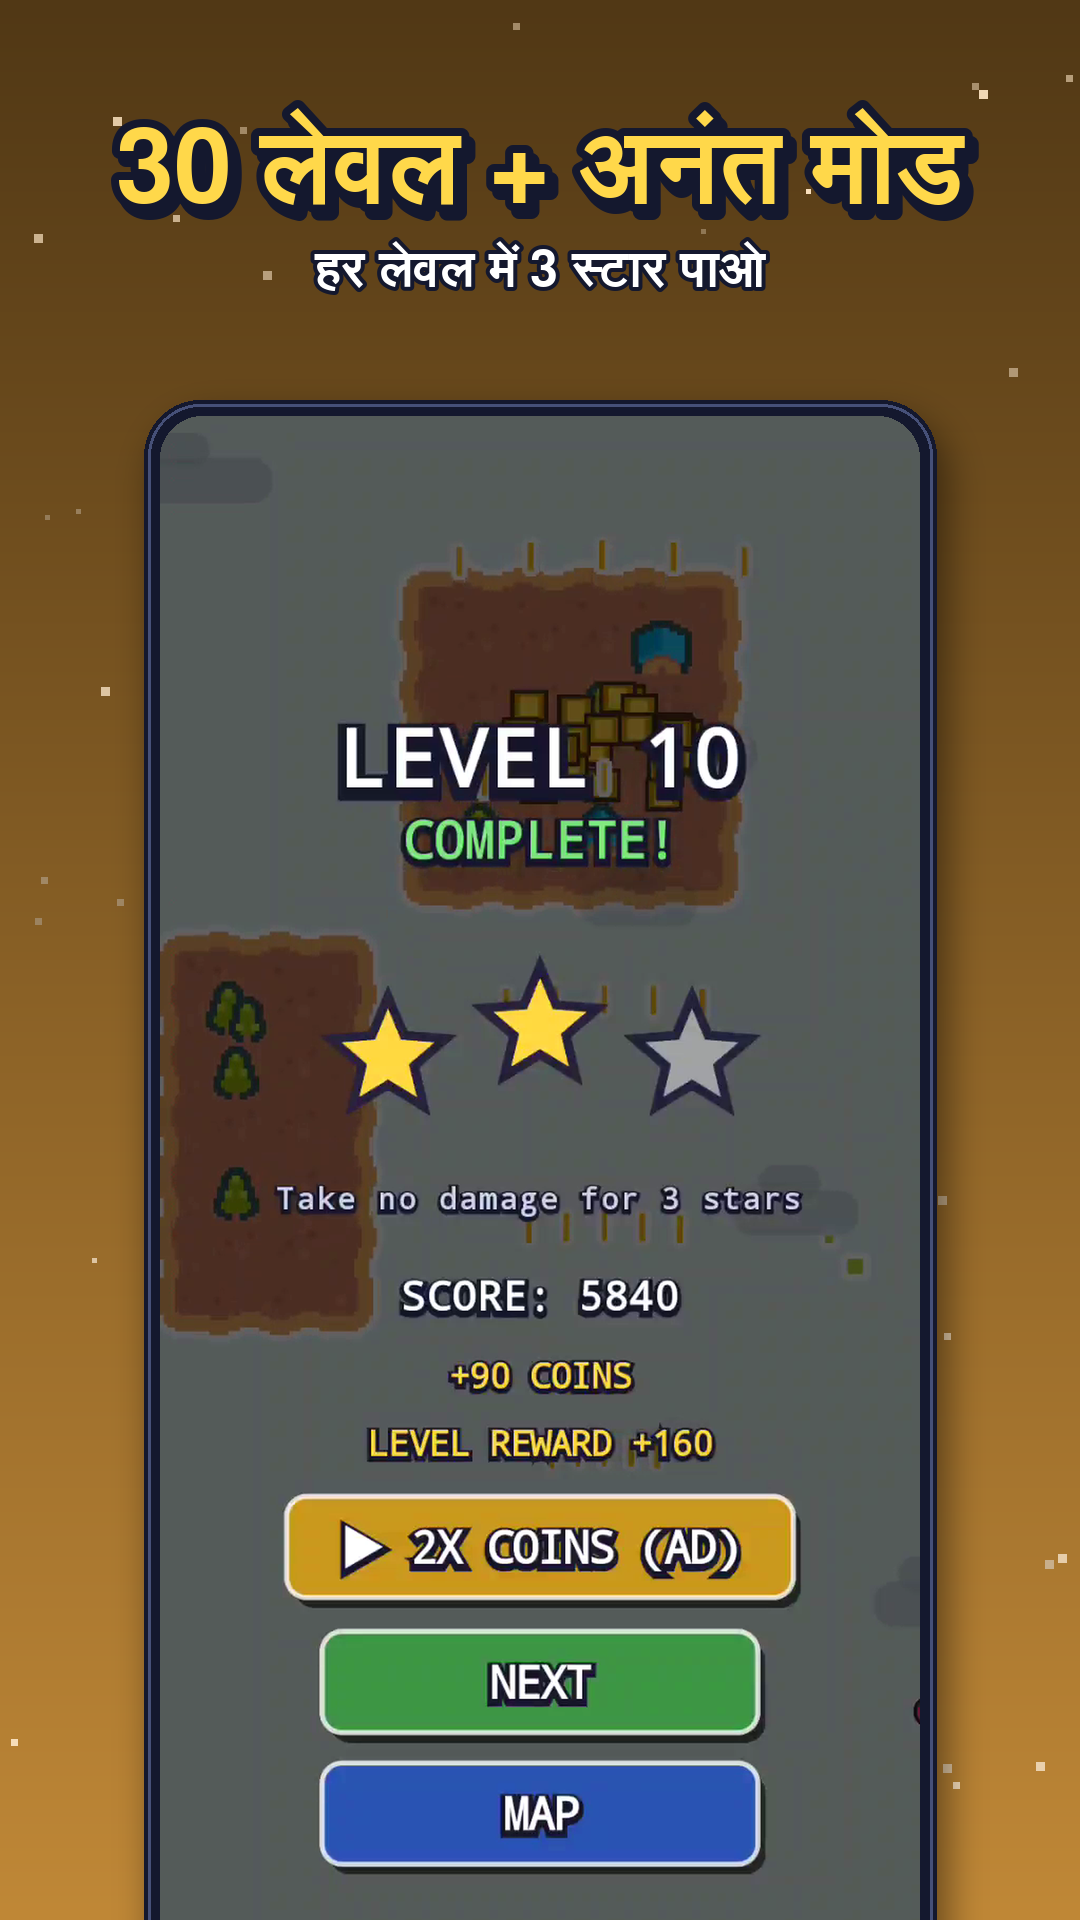 30 लेवल + अनंत मोड
हर लेवल में 3 स्टार पाओ
LEVEL 10
COMPLETE!
Take no damage for 3 stars
SCORE: 5840
+90 COINS
LEVEL REWARD +160
2X COINS (AD)
NEXT
MAP